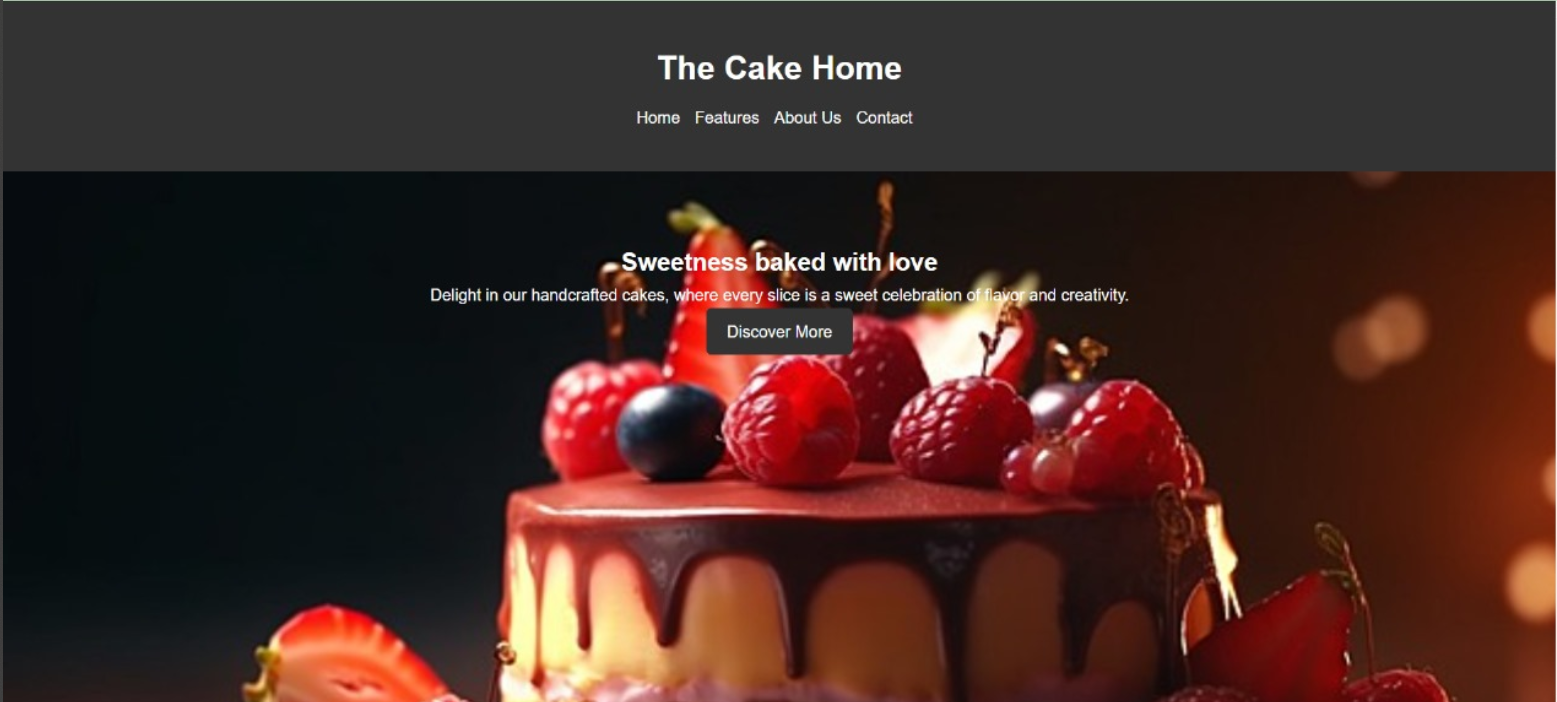 The Cake Home
Home Features About Us Contact
Sweetness baked with love
Delight in our handcrafted cakes, where every slice is a sweet celebration of flavor and creativity.
Discover More